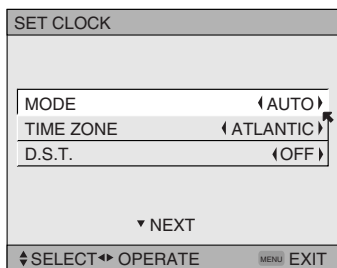 SET CLOCK
MODE AUTO
TIME ZONE ATLANTIC
D.S.T. OFF
NEXT
SELECT OPERATE MENU EXIT